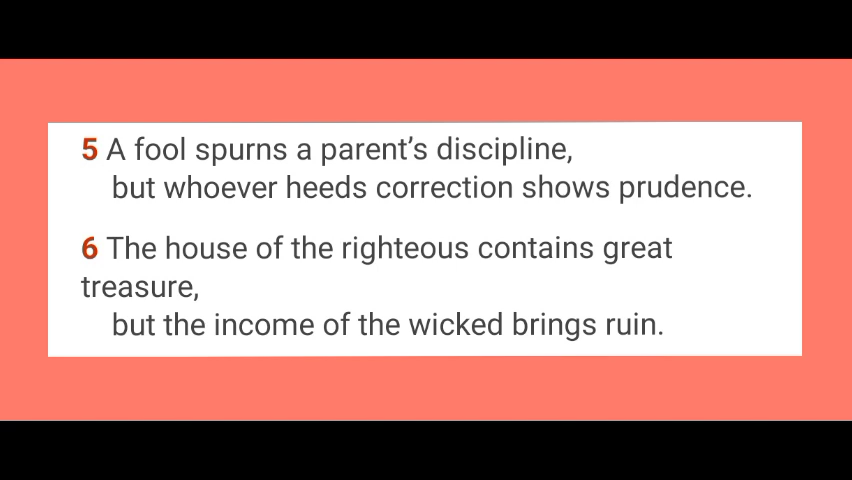 5 A fool spurns a parent’s discipline,
but whoever heeds correction shows prudence.
6 The house of the righteous contains great
treasure,
but the income of the wicked brings ruin.